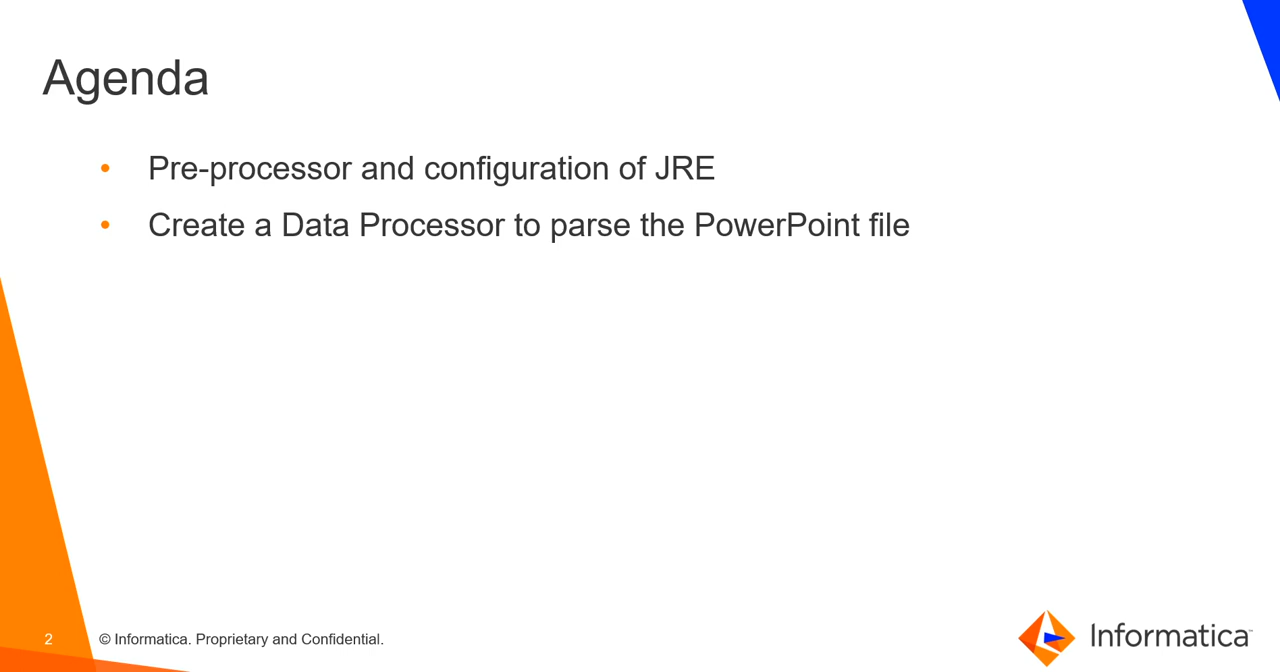 Agenda
• Pre-processor and configuration of JRE
• Create a Data Processor to parse the PowerPoint file
2 © Informatica. Proprietary and Confidential.
Informatica™